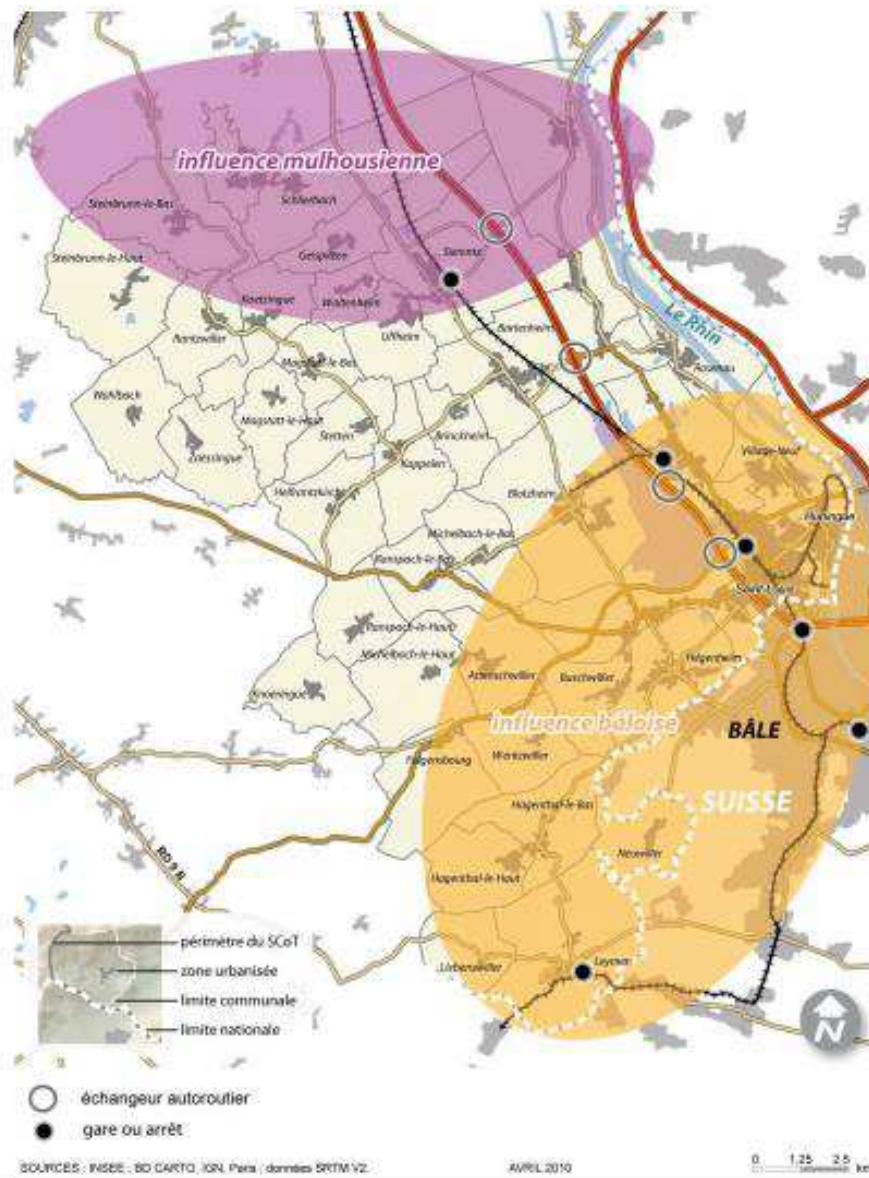 influence mulhousienne
Steinbrunn-le-Bas
Schlierbach
Steinbrunn-le-Haut
Geispitzen
Sierentz
Koetzingue
Waltenheim
Le Rhin
Rantzwiller
Uffheim
Bartenheim
Magstatt-le-Bas
Rosenau
Wahlbach
Magstatt-le-Haut
Stetten
Brinckheim
Village-Neuf
Zaessingue
Kappelen
Helfrantzkirch
Blotzheim
Huningue
Michelbach-le-Bas
Ranspach-le-Bas
Saint-Louis
Ranspach-le-Haut
Michelbach-le-Haut
Hégenheim
Attenschwiller
Buschwiller
Knoeringue
influence bâloise
BÂLE
Folgensbourg
Wentzwiller
SUISSE
Hagenthal-le-Bas
Neuwiller
Hagenthal-le-Haut
RD 9 B
Liebenswiller
Leymen
périmètre du SCoT
zone urbanisée
limite communale
limite nationale
N
échangeur autoroutier
gare ou arrêt
SOURCES : INSEE ; BD CARTO, IGN, Paris ; données SRTM V2.
AVRIL 2010
0 1,25 2,5
km